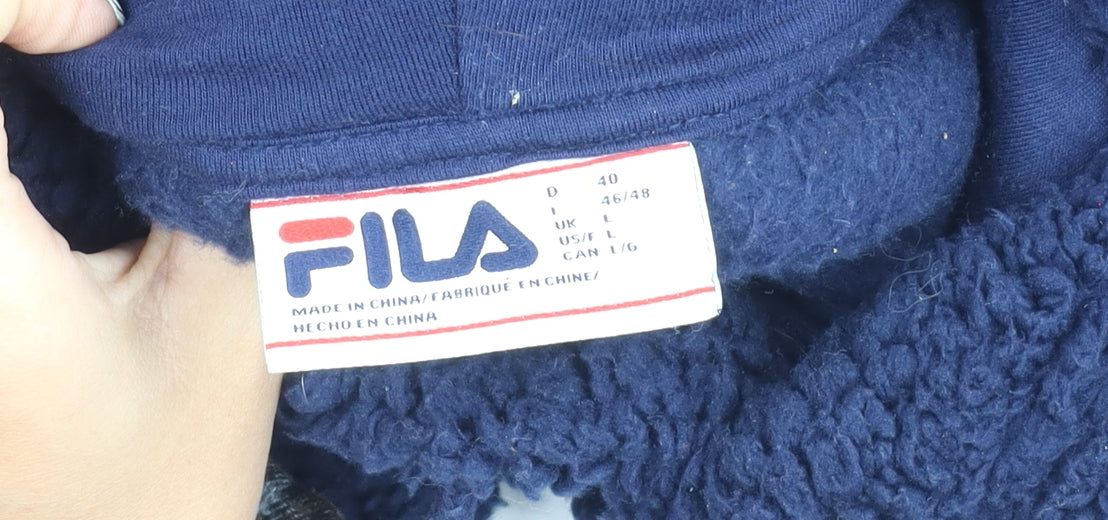 FILA
MADE IN CHINA/FABRIQUÉ EN CHINE/
HECHO EN CHINA
D 40
I 46/48
UK L
US/F L
CAN L/G